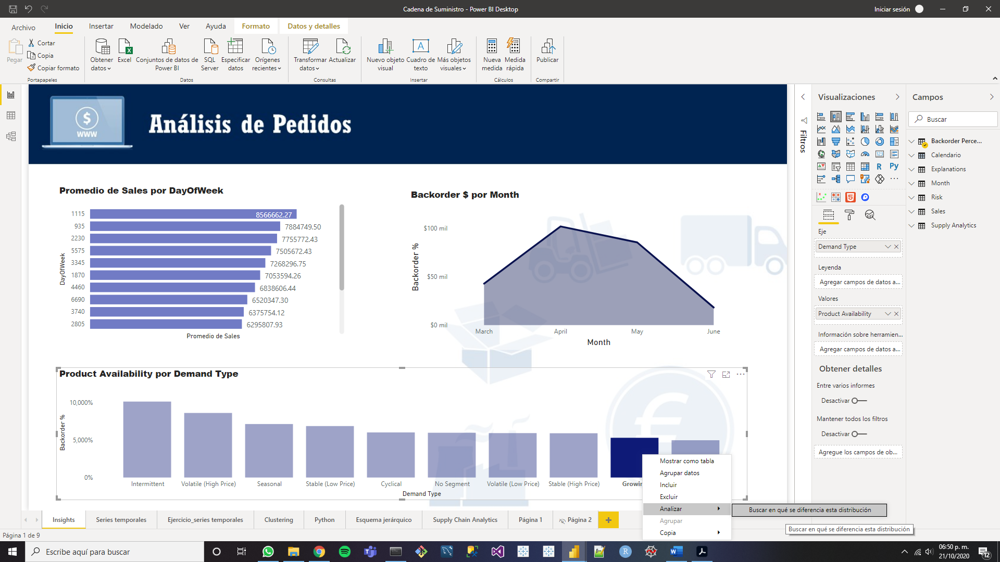 Cadena de Suministro - Power BI Desktop
Iniciar sesión
Archivo
Inicio
Insertar
Modelado
Ver
Ayuda
Formato
Datos y detalles
Pegar
Cortar
Copia
Copiar formato
Portapapeles
Obtener datos
Excel
Conjuntos de datos de Power BI
SQL Server
Especificar datos
Orígenes recientes
Datos
Transformar datos
Actualizar
Consultas
Nuevo objeto visual
Cuadro de texto
Más objetos visuales
Insertar
Nueva medida
Medida rápida
Cálculos
Publicar
Compartir
$
WWW
Análisis de Pedidos
Promedio de Sales por DayOfWeek
DayOfWeek
1115 8566662.27
935 7884749.50
2230 7755772.43
5575 7505672.43
3345 7268296.75
1870 7053594.26
4460 6838606.44
6690 6520347.30
3740 6375754.12
2805 6295807.93
Promedio de Sales
Backorder $ por Month
Backorder %
$100 mil
$50 mil
$0 mil
March April May June
Month
Product Availability por Demand Type
Backorder %
10,000%
5,000%
0%
Intermittent Volatile (High Price) Seasonal Stable (Low Price) Cyclical No Segment Volatile (Low Price) Stable (High Price) Growin
Demand Type
€
Mostrar como tabla
Agrupar datos
Incluir
Excluir
Analizar
Agrupar
Copia
Buscar en qué se diferencia esta distribución
Buscar en qué se diferencia esta distribución
Filtros
Visualizaciones
R Py
Eje
Demand Type
Leyenda
Agregar campos de datos a...
Valores
Product Availability
Información sobre herramien...
Agregar campos de datos a...
Obtener detalles
Entre varios informes
Desactivar
Mantener todos los filtros
Desactivar
Agregue los campos de ob...
Campos
Buscar
Backorder Perce...
Calendario
Explanations
Month
Risk
Sales
Supply Analytics
Insights
Series temporales
Ejercicio_series temporales
Clustering
Python
Esquema jerárquico
Supply Chain Analytics
Página 1
Página 2
Página 1 de 9
Escribe aquí para buscar
06:50 p. m.
21/10/2020
12